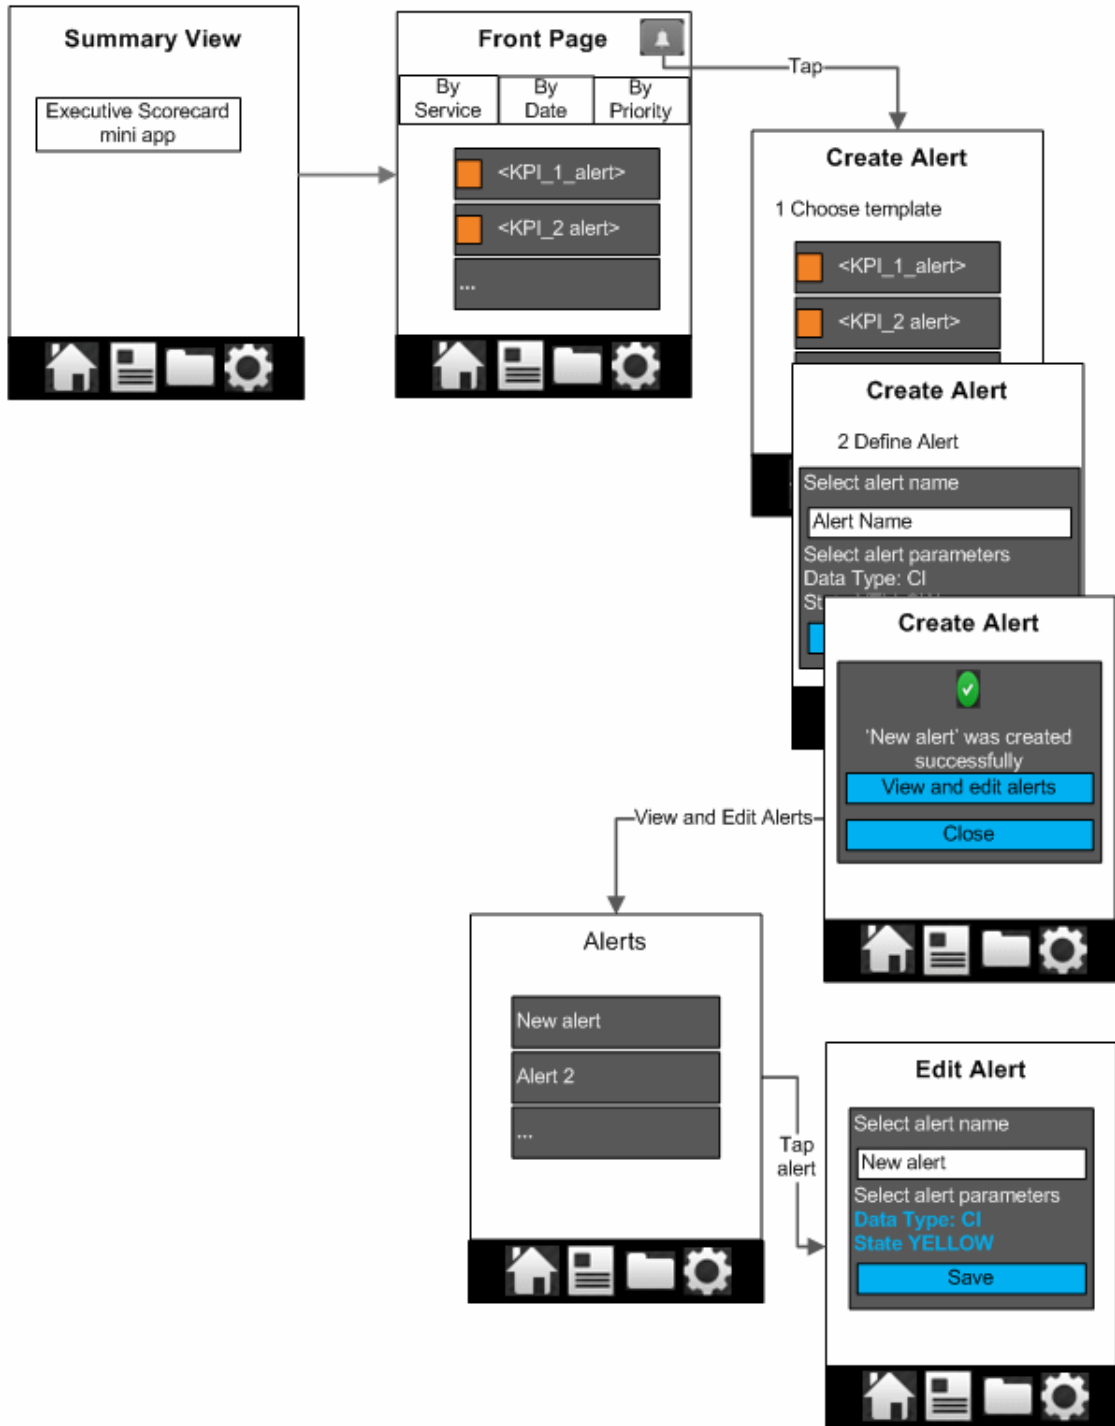 Summary View
Executive Scorecard
mini app
Front Page
By
Service
By
Date
By
Priority
<KPI_1_alert>
<KPI_2 alert>
...
Tap
Create Alert
1 Choose template
<KPI_1_alert>
<KPI_2 alert>
Create Alert
2 Define Alert
Select alert name
Alert Name
Select alert parameters
Data Type: CI
Create Alert
'New alert' was created
successfully
View and edit alerts
Close
View and Edit Alerts
Alerts
New alert
Alert 2
...
Tap
alert
Edit Alert
Select alert name
New alert
Select alert parameters
Data Type: CI
State YELLOW
Save